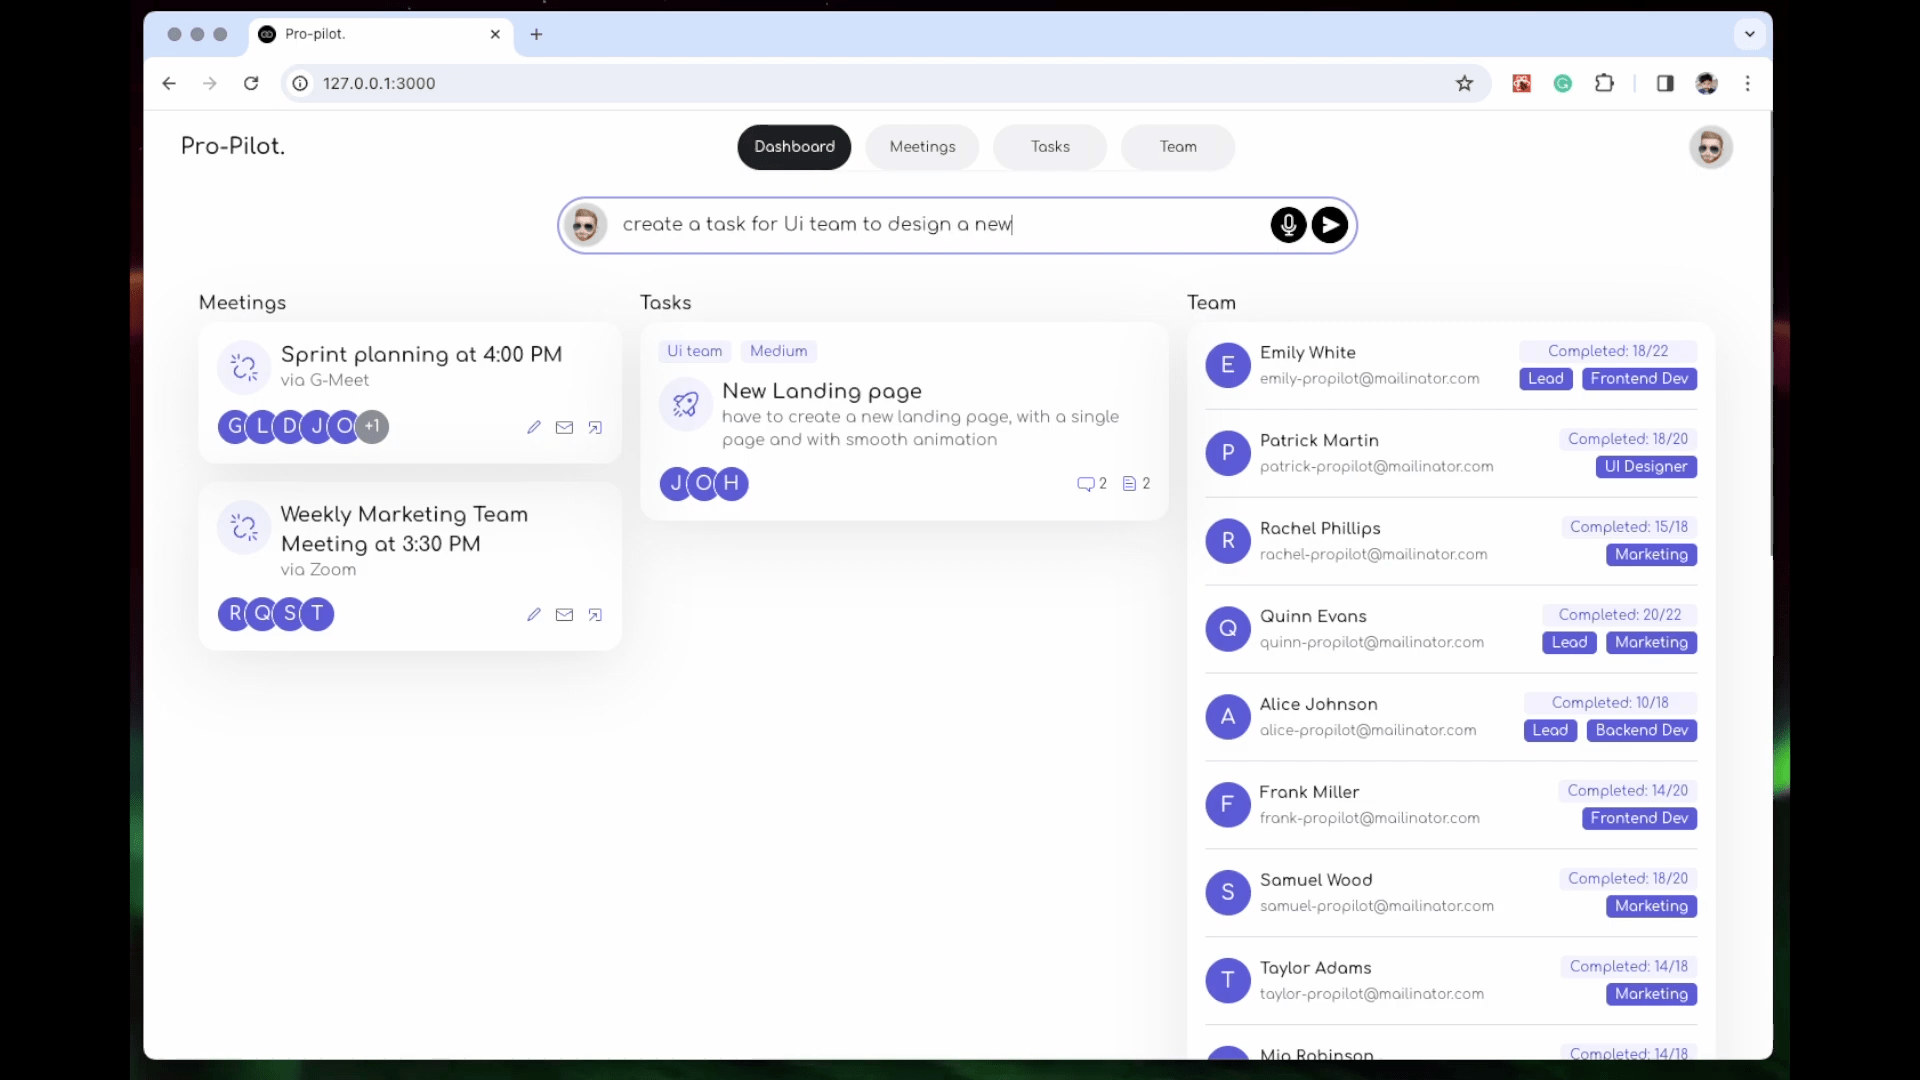 Pro-pilot.
127.0.0.1:3000
Pro-Pilot.
Dashboard
Meetings
Tasks
Team
create a task for Ui team to design a new
Meetings
Sprint planning at 4:00 PM
via G-Meet
G L D J O +1
Weekly Marketing Team
Meeting at 3:30 PM
via Zoom
R Q S T
Tasks
Ui team
Medium
New Landing page
have to create a new landing page, with a single
page and with smooth animation
J O H
2
2
Team
E
Emily White
emily-propilot@mailinator.com
Completed: 18/22
Lead
Frontend Dev
P
Patrick Martin
patrick-propilot@mailinator.com
Completed: 18/20
UI Designer
R
Rachel Phillips
rachel-propilot@mailinator.com
Completed: 15/18
Marketing
Q
Quinn Evans
quinn-propilot@mailinator.com
Completed: 20/22
Lead
Marketing
A
Alice Johnson
alice-propilot@mailinator.com
Completed: 10/18
Lead
Backend Dev
F
Frank Miller
frank-propilot@mailinator.com
Completed: 14/20
Frontend Dev
S
Samuel Wood
samuel-propilot@mailinator.com
Completed: 18/20
Marketing
T
Taylor Adams
taylor-propilot@mailinator.com
Completed: 14/18
Marketing
Mia Robinson
Completed: 14/18